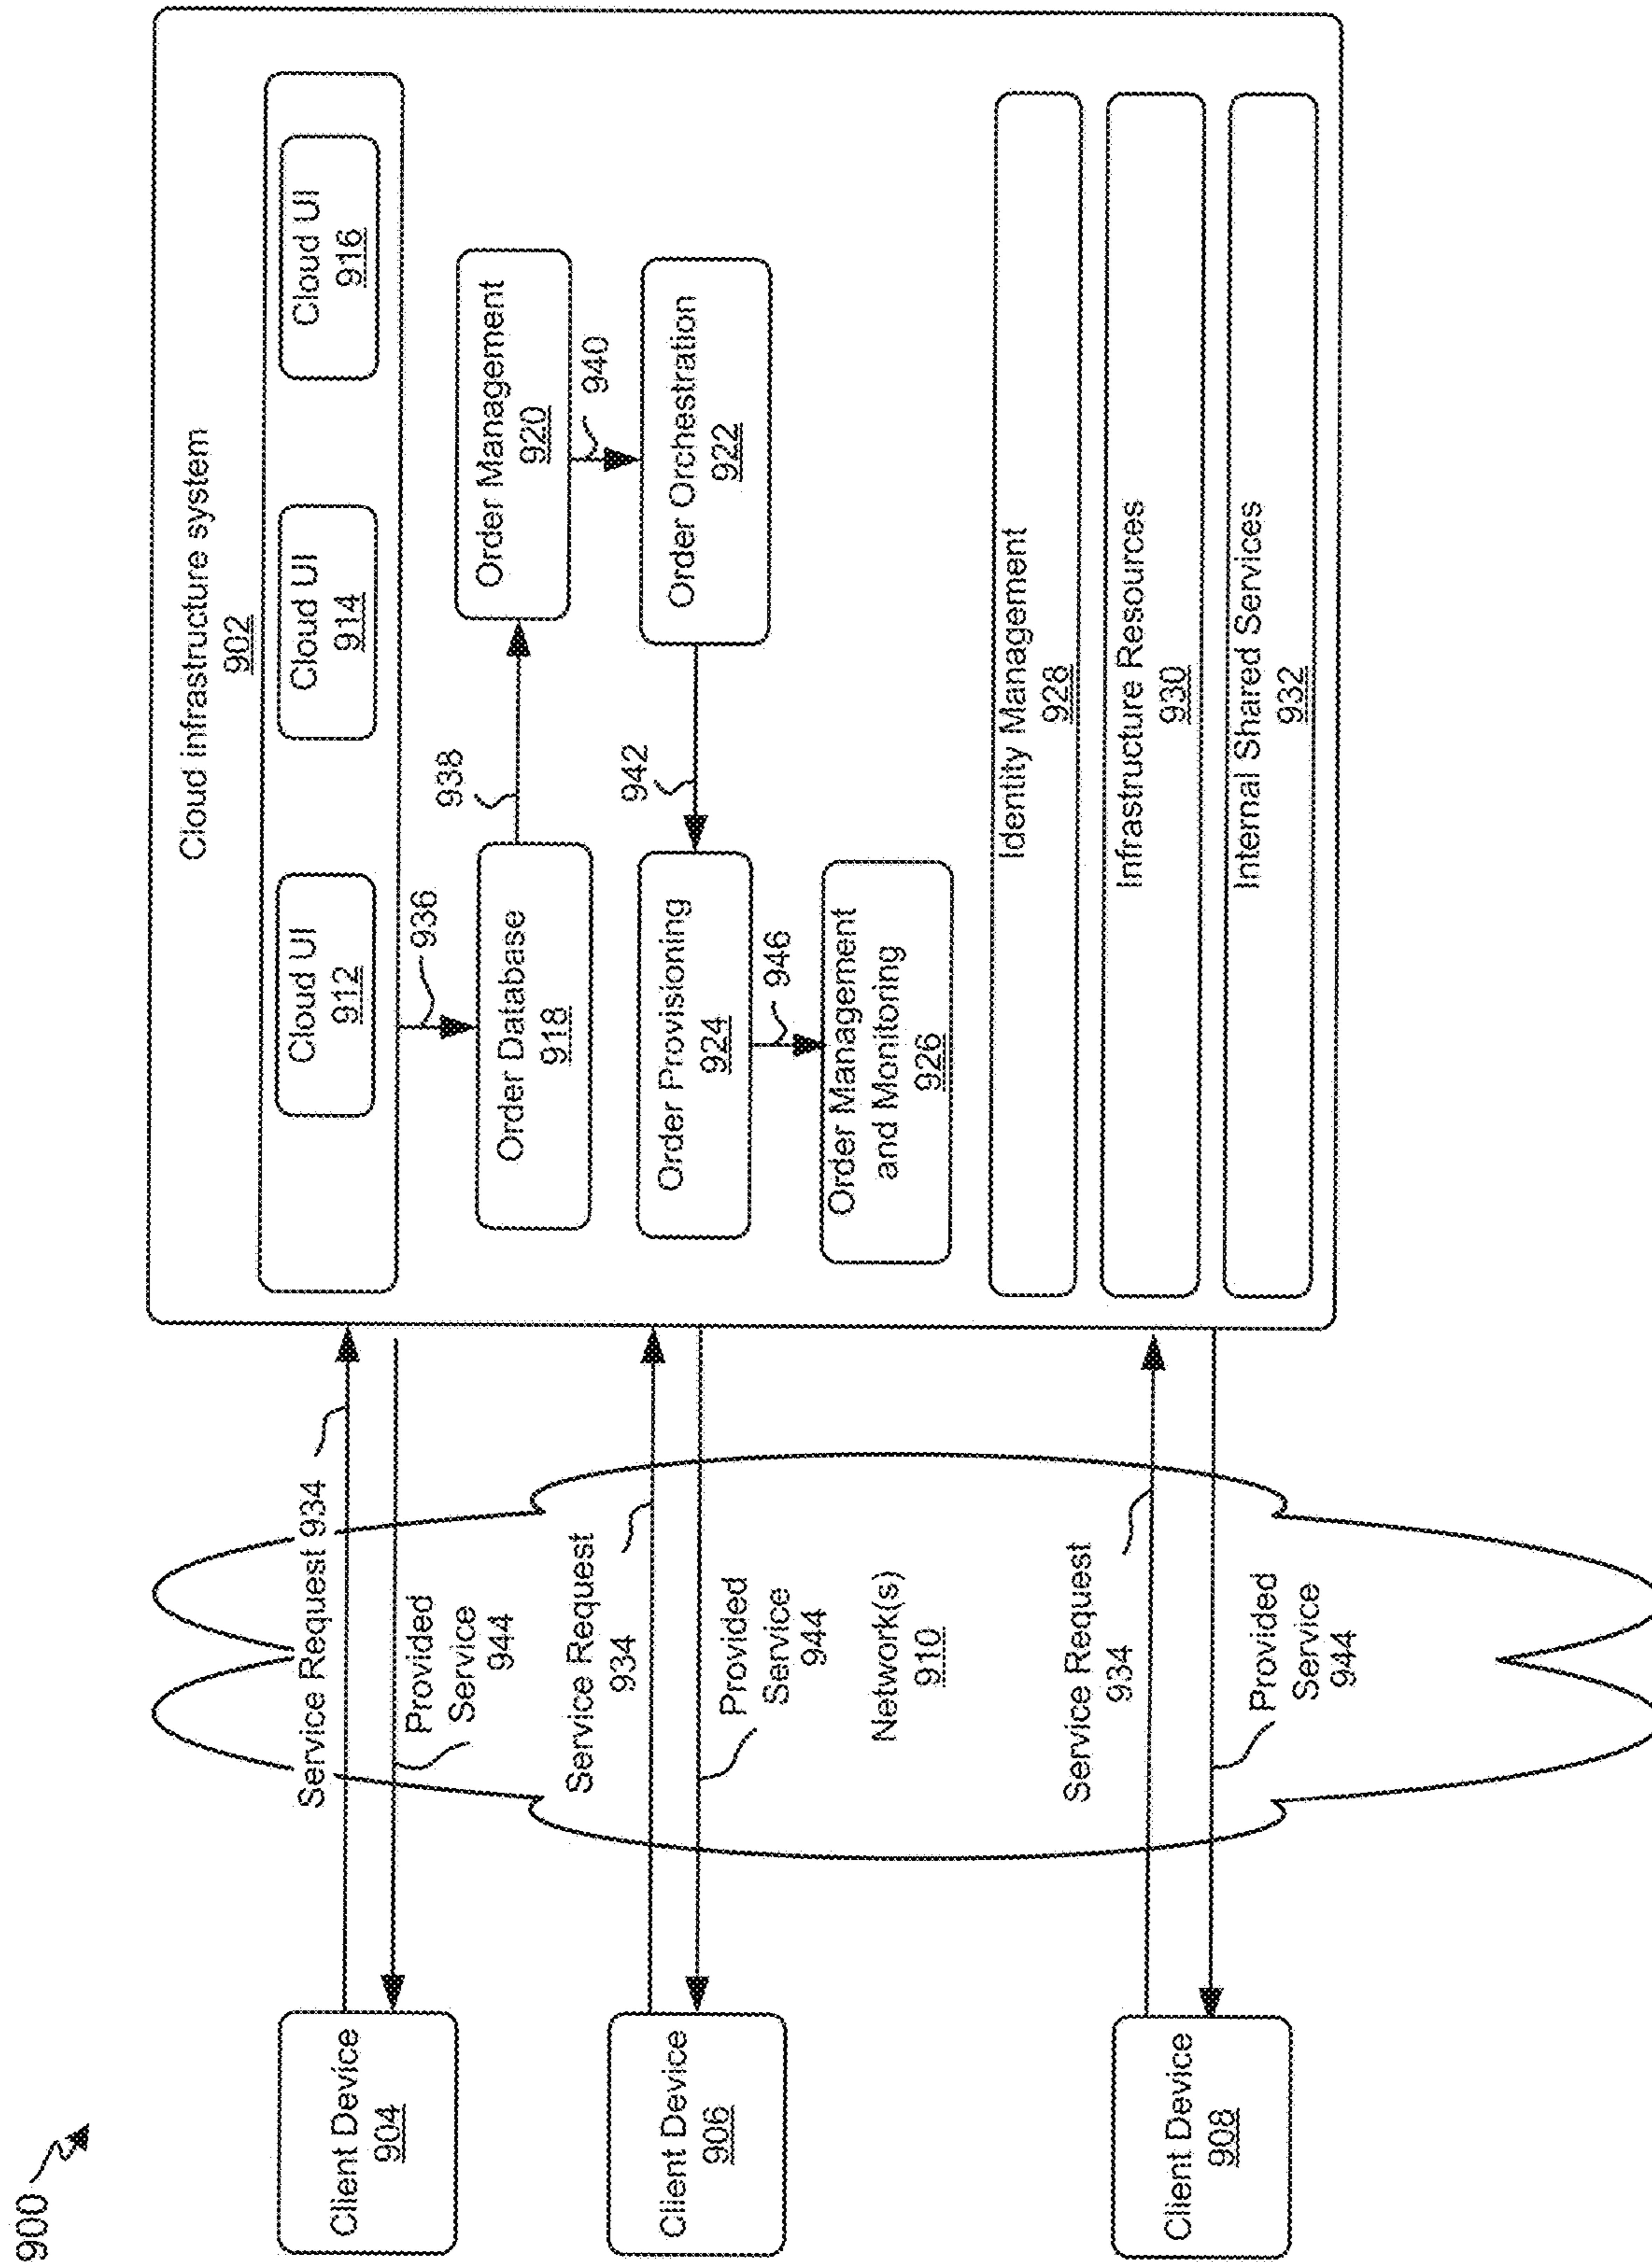 900
Client Device
904
Client Device
906
Client Device
908
Service Request 934
Provided
Service
944
Service Request
934
Provided
Service
944
Network(s)
910
Service Request
934
Provided
Service
944
Cloud infrastructure system
902
Cloud UI
912
Cloud UI
914
Cloud UI
916
936
Order Database
918
938
Order Management
920
940
Order Orchestration
922
942
Order Provisioning
924
946
Order Management
and Monitoring
926
Identity Management
928
Infrastructure Resources
930
Internal Shared Services
932